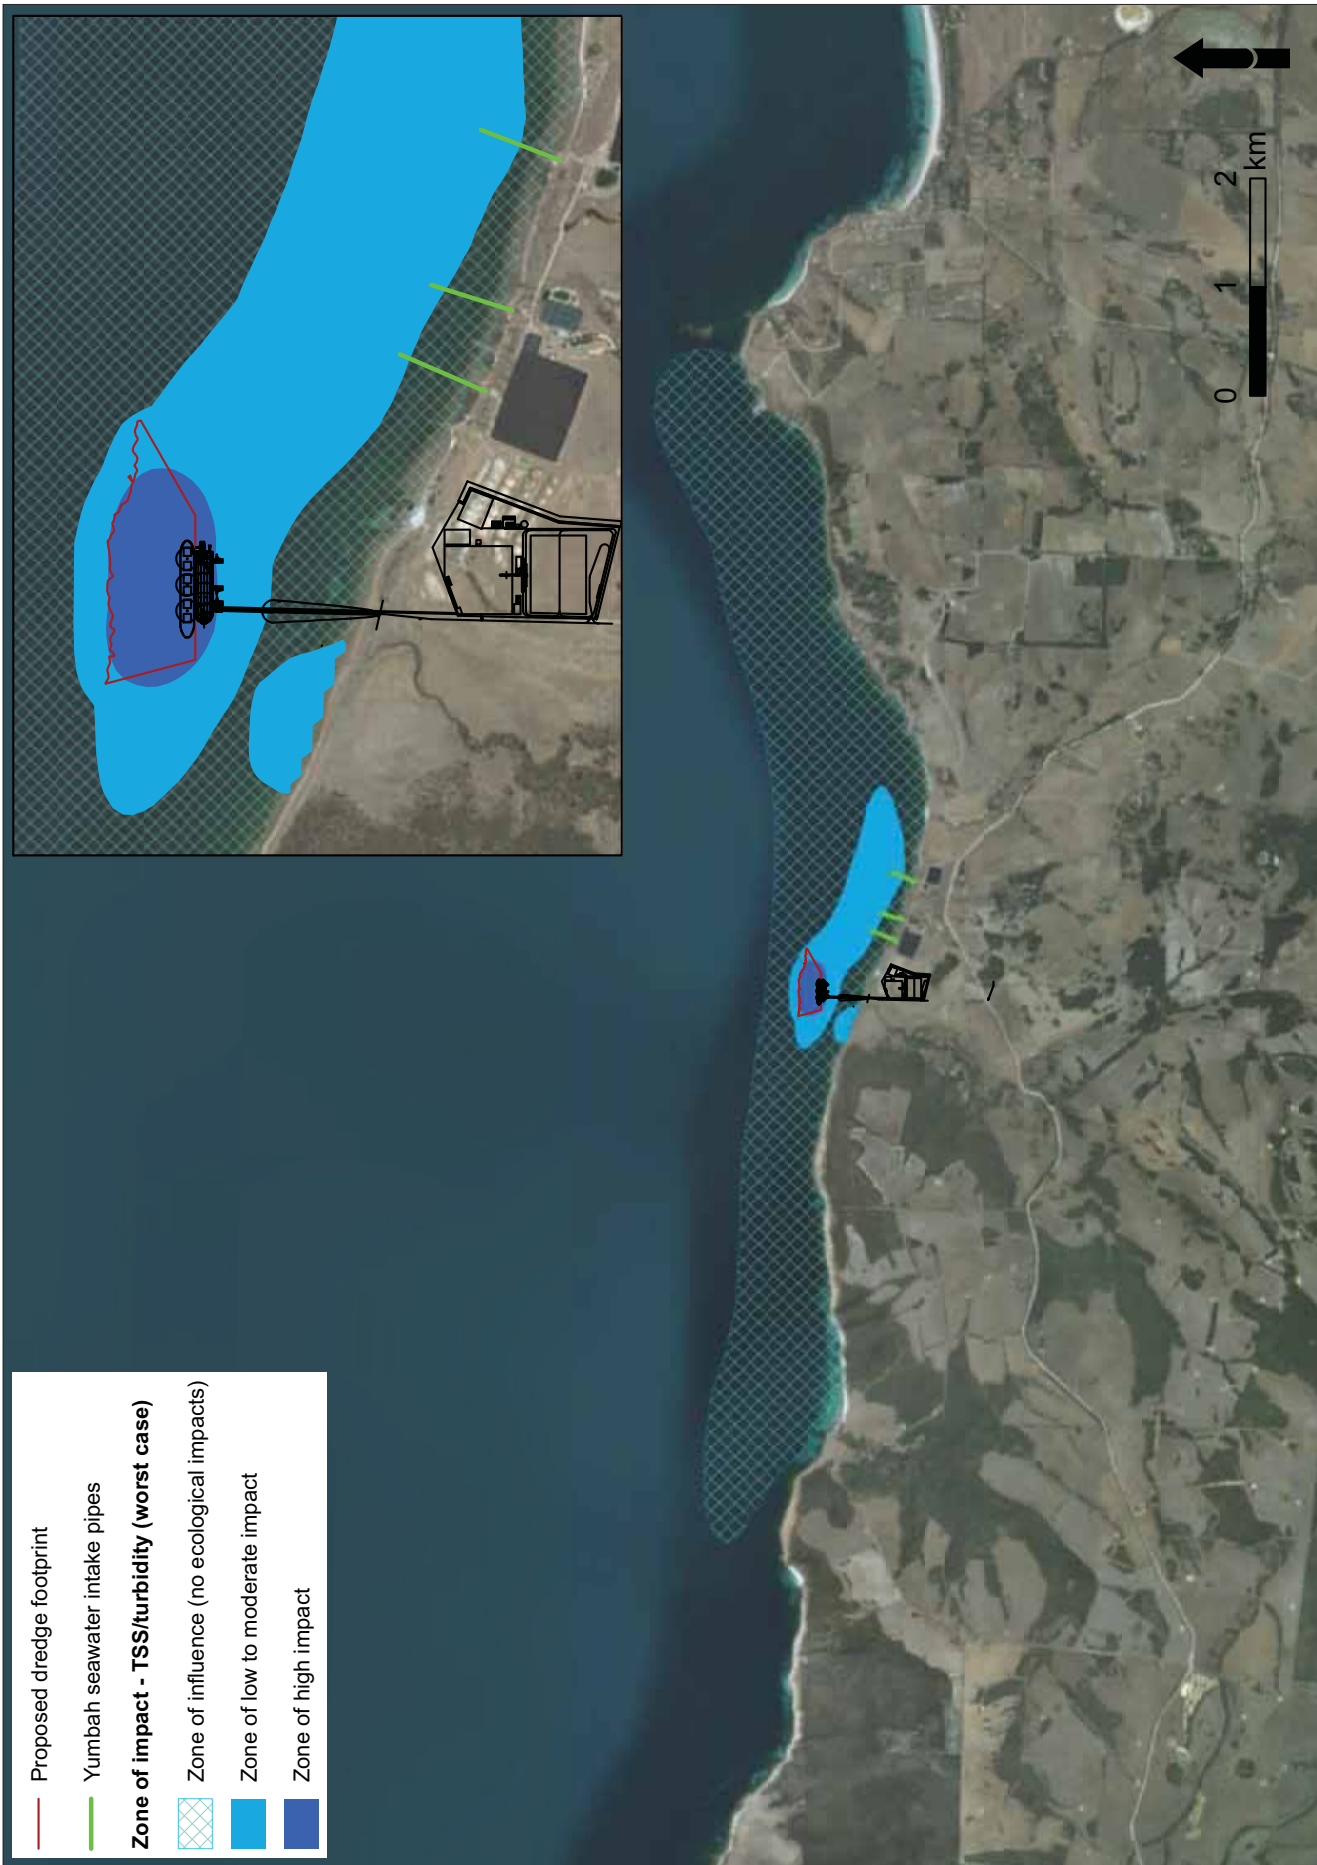 Proposed dredge footprint
Yumbah seawater intake pipes
Zone of impact - TSS/turbidity (worst case)
Zone of influence (no ecological impacts)
Zone of low to moderate impact
Zone of high impact
0 1 2
km